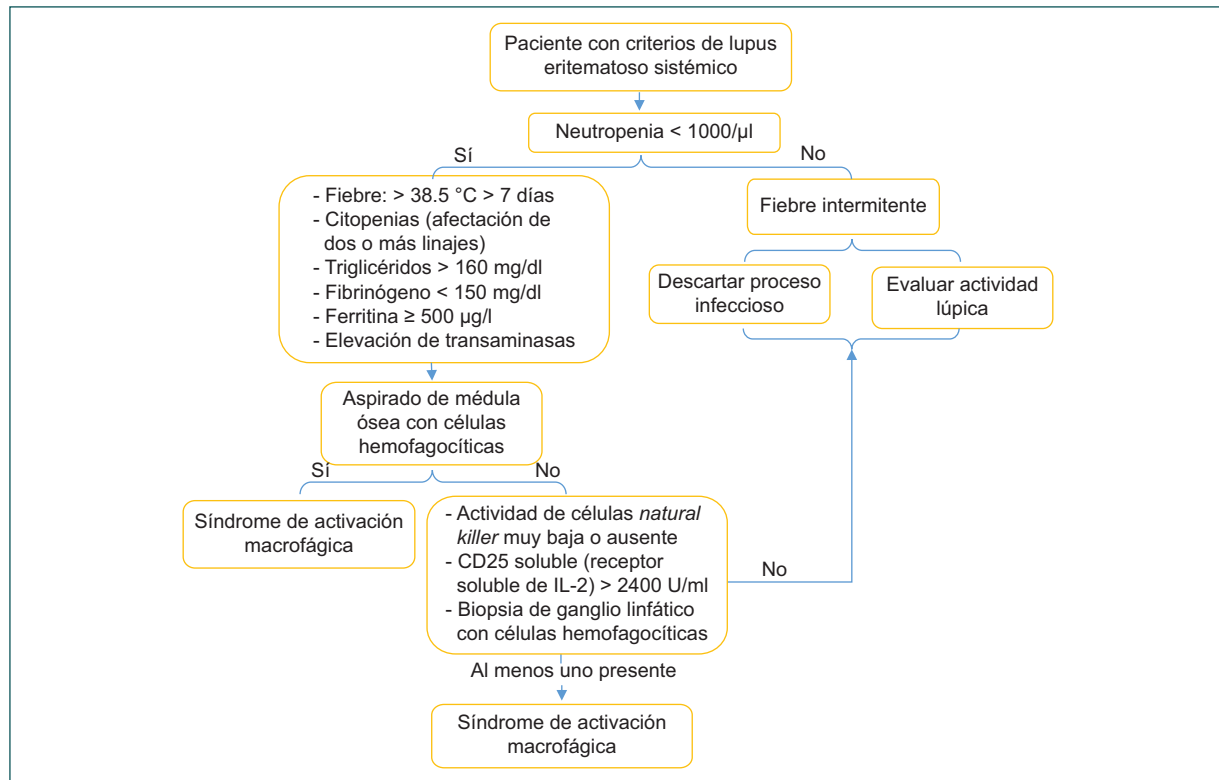 Paciente con criterios de lupus
eritematoso sistémico
Neutropenia < 1000/µl
Sí
No
- Fiebre: > 38.5 °C > 7 días
- Citopenias (afectación de
dos o más linajes)
- Triglicéridos > 160 mg/dl
- Fibrinógeno < 150 mg/dl
- Ferritina ≥ 500 µg/l
- Elevación de transaminasas
Fiebre intermitente
Descartar proceso
infeccioso
Evaluar actividad
lúpica
Aspirado de médula
ósea con células
hemofagocíticas
Sí
No
Síndrome de activación
macrofágica
- Actividad de células natural
killer muy baja o ausente
- CD25 soluble (receptor
soluble de IL-2) > 2400 U/ml
- Biopsia de ganglio linfático
con células hemofagocíticas
No
Al menos uno presente
Síndrome de activación
macrofágica